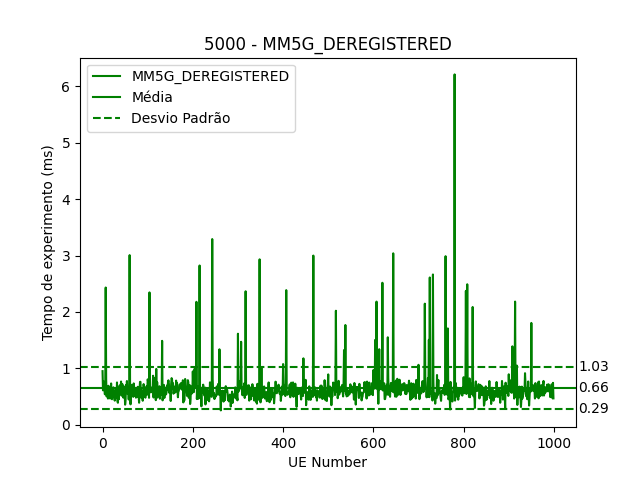 5000 - MM5G_DEREGISTERED
MM5G_DEREGISTERED
Média
Desvio Padrão
Tempo de experimento (ms)
6
5
4
3
2
1
0
1.03
0.66
0.29
0
200
400
600
800
1000
UE Number